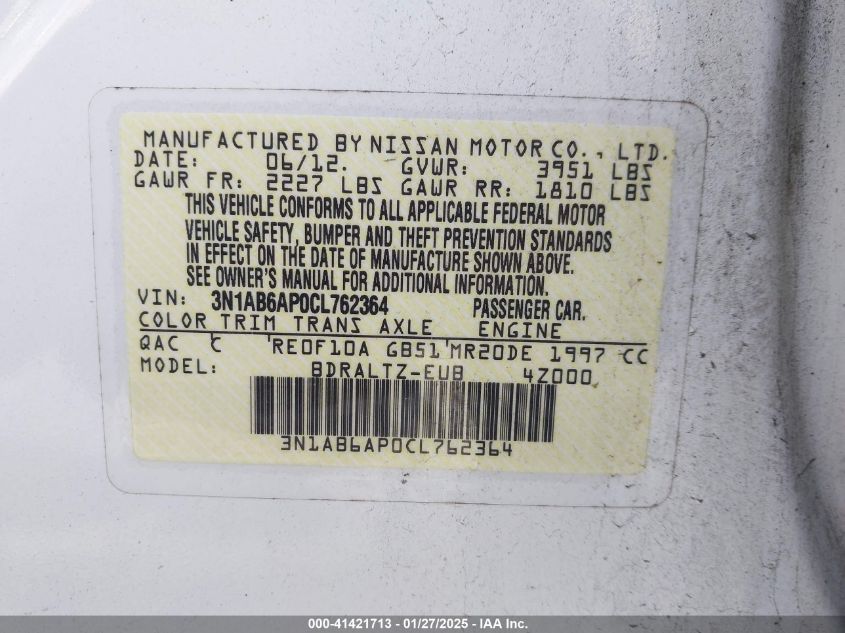 MANUFACTURED BY NISSAN MOTOR CO., LTD.
DATE: 06/12. GVWR: 3951 LBS
GAWR FR: 2227 LBS GAWR RR: 1810 LBS
THIS VEHICLE CONFORMS TO ALL APPLICABLE FEDERAL MOTOR
VEHICLE SAFETY, BUMPER AND THEFT PREVENTION STANDARDS
IN EFFECT ON THE DATE OF MANUFACTURE SHOWN ABOVE.
SEE OWNER'S MANUAL FOR ADDITIONAL INFORMATION.
VIN: 3N1AB6AP0CL762364 PASSENGER CAR.
COLOR TRIM TRANS AXLE ENGINE
QAC C RE0F10A GB51 MR20DE 1997 CC
MODEL: BDRALTZ-EUB 4Z000
3N1AB6AP0CL762364
000-41421713 - 01/27/2025 - IAA Inc.